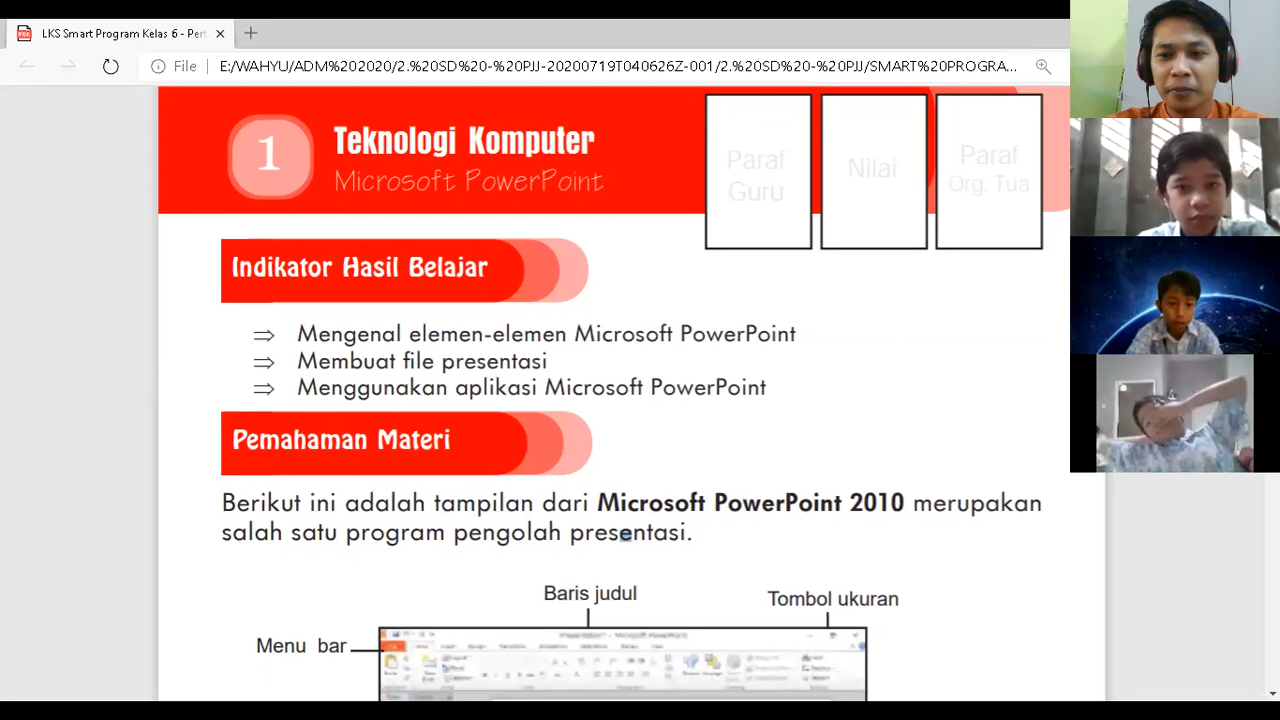 LKS Smart Program Kelas 6 - Pert
File
E:/WAHYU/ADM%202020/2.%20SD%20-%20PJJ-20200719T040626Z-001/2.%20SD%20-%20PJJ/SMART%20PROGRA...
1
Teknologi Komputer
Microsoft PowerPoint
Paraf
Guru
Nilai
Paraf
Org: Tua
Indikator Hasil Belajar
⇒ Mengenal elemen-elemen Microsoft PowerPoint
⇒ Membuat file presentasi
⇒ Menggunakan aplikasi Microsoft PowerPoint
Pemahaman Materi
Berikut ini adalah tampilan dari Microsoft PowerPoint 2010 merupakan
salah satu program pengolah presentasi.
Baris judul
Tombol ukuran
Menu bar